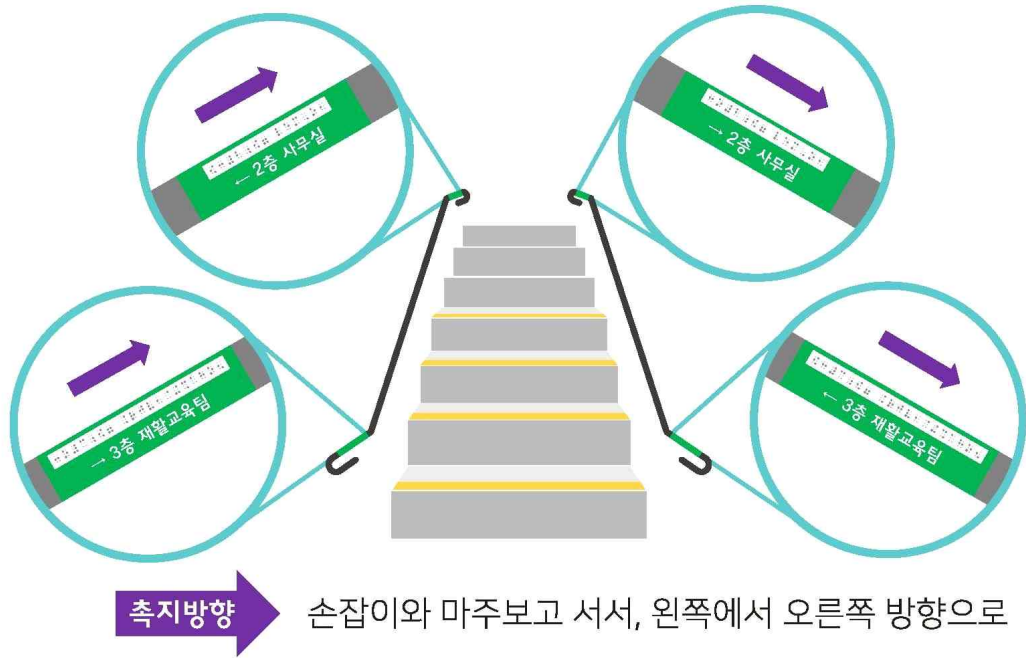 ← 2층 사무실
→ 2층 사무실
→ 3층 재활교육팀
← 3층 재활교육팀
촉지방향 손잡이와 마주보고 서서, 왼쪽에서 오른쪽 방향으로